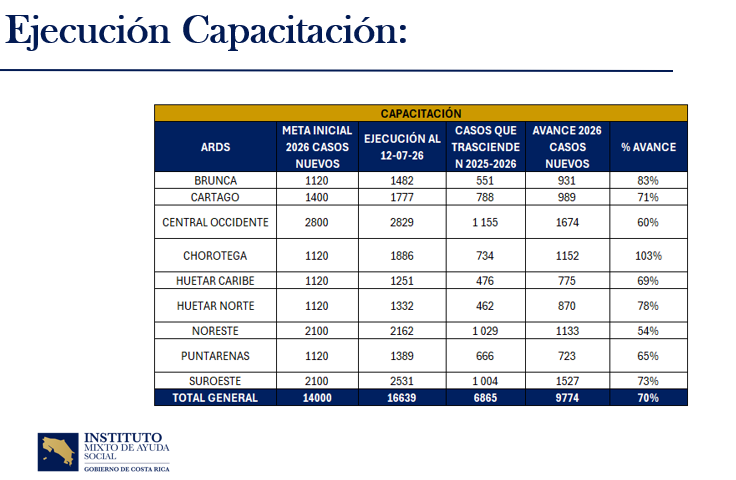 Ejecución Capacitación:
CAPACITACIÓN
ARDS | META INICIAL 2026 CASOS NUEVOS | EJECUCIÓN AL 12-07-26 | CASOS QUE TRASCIENDE N 2025-2026 | AVANCE 2026 CASOS NUEVOS | % AVANCE
BRUNCA 1120 1482 551 931 83%
CARTAGO 1400 1777 788 989 71%
CENTRAL OCCIDENTE 2800 2829 1 155 1674 60%
CHOROTEGA 1120 1886 734 1152 103%
HUETAR CARIBE 1120 1251 476 775 69%
HUETAR NORTE 1120 1332 462 870 78%
NORESTE 2100 2162 1 029 1133 54%
PUNTARENAS 1120 1389 666 723 65%
SUROESTE 2100 2531 1 004 1527 73%
TOTAL GENERAL 14000 16639 6865 9774 70%
INSTITUTO
MIXTO DE AYUDA
SOCIAL
GOBIERNO DE COSTA RICA